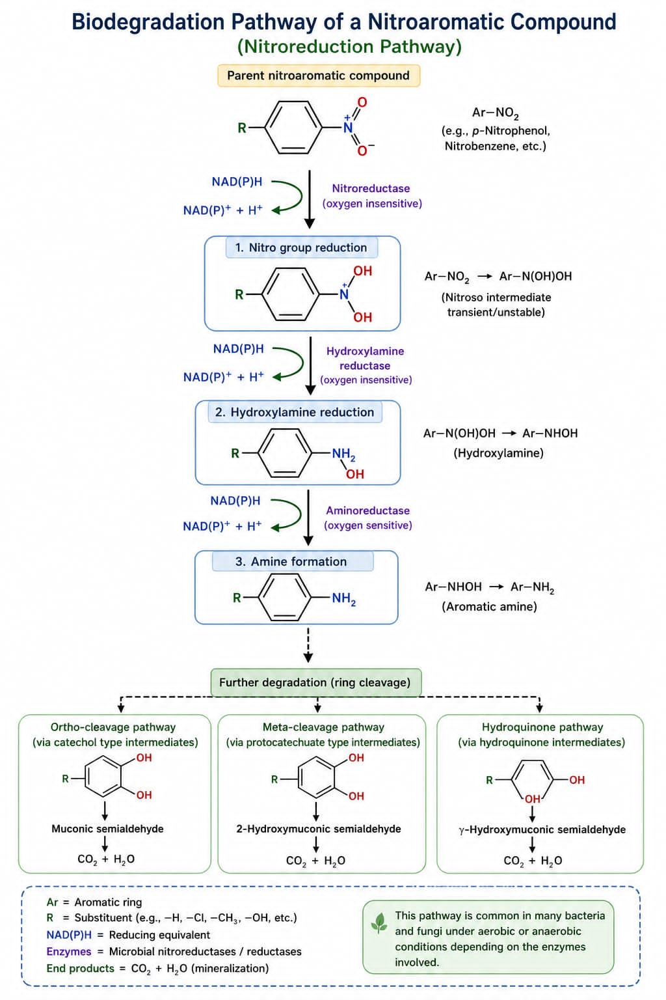 Biodegradation Pathway of a Nitroaromatic Compound
(Nitroreduction Pathway)
Parent nitroaromatic compound
R
N
+
O
O⁻
Ar–NO₂
(e.g., p-Nitrophenol,
Nitrobenzene, etc.)
NAD(P)H
NAD(P)⁺ + H⁺
Nitroreductase
(oxygen insensitive)
1. Nitro group reduction
R
N
+
OH
OH
Ar–NO₂ → Ar–N(OH)OH
(Nitroso intermediate
transient/unstable)
NAD(P)H
NAD(P)⁺ + H⁺
Hydroxylamine
reductase
(oxygen insensitive)
2. Hydroxylamine reduction
R
NH₂
OH
Ar–N(OH)OH → Ar–NHOH
(Hydroxylamine)
NAD(P)H
NAD(P)⁺ + H⁺
Aminoreductase
(oxygen sensitive)
3. Amine formation
R
NH₂
Ar–NHOH → Ar–NH₂
(Aromatic amine)
Further degradation (ring cleavage)
Ortho-cleavage pathway
(via catechol type intermediates)
R
OH
OH
Muconic semialdehyde
CO₂ + H₂O
Meta-cleavage pathway
(via protocatechuate type intermediates)
R
OH
OH
2-Hydroxymuconic semialdehyde
CO₂ + H₂O
Hydroquinone pathway
(via hydroquinone intermediates)
R
OH
OH
γ-Hydroxymuconic semialdehyde
CO₂ + H₂O
Ar = Aromatic ring
R = Substituent (e.g., –H, –Cl, –CH₃, –OH, etc.)
NAD(P)H = Reducing equivalent
Enzymes = Microbial nitroreductases / reductases
End products = CO₂ + H₂O (mineralization)
This pathway is common in many bacteria
and fungi under aerobic or anaerobic
conditions depending on the enzymes
involved.